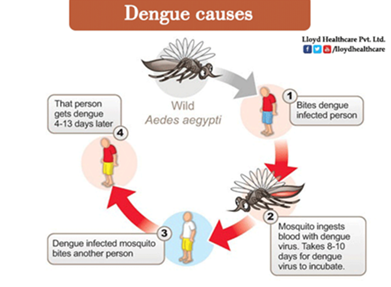 Dengue causes
Lloyd Healthcare Pvt. Ltd.
/lloydhealthcare
Wild
Aedes aegypti
1
Bites dengue
infected person
2
Mosquito ingests
blood with dengue
virus. Takes 8-10
days for dengue
virus to incubate.
3
Dengue infected mosquito
bites another person
4
That person
gets dengue
4-13 days later